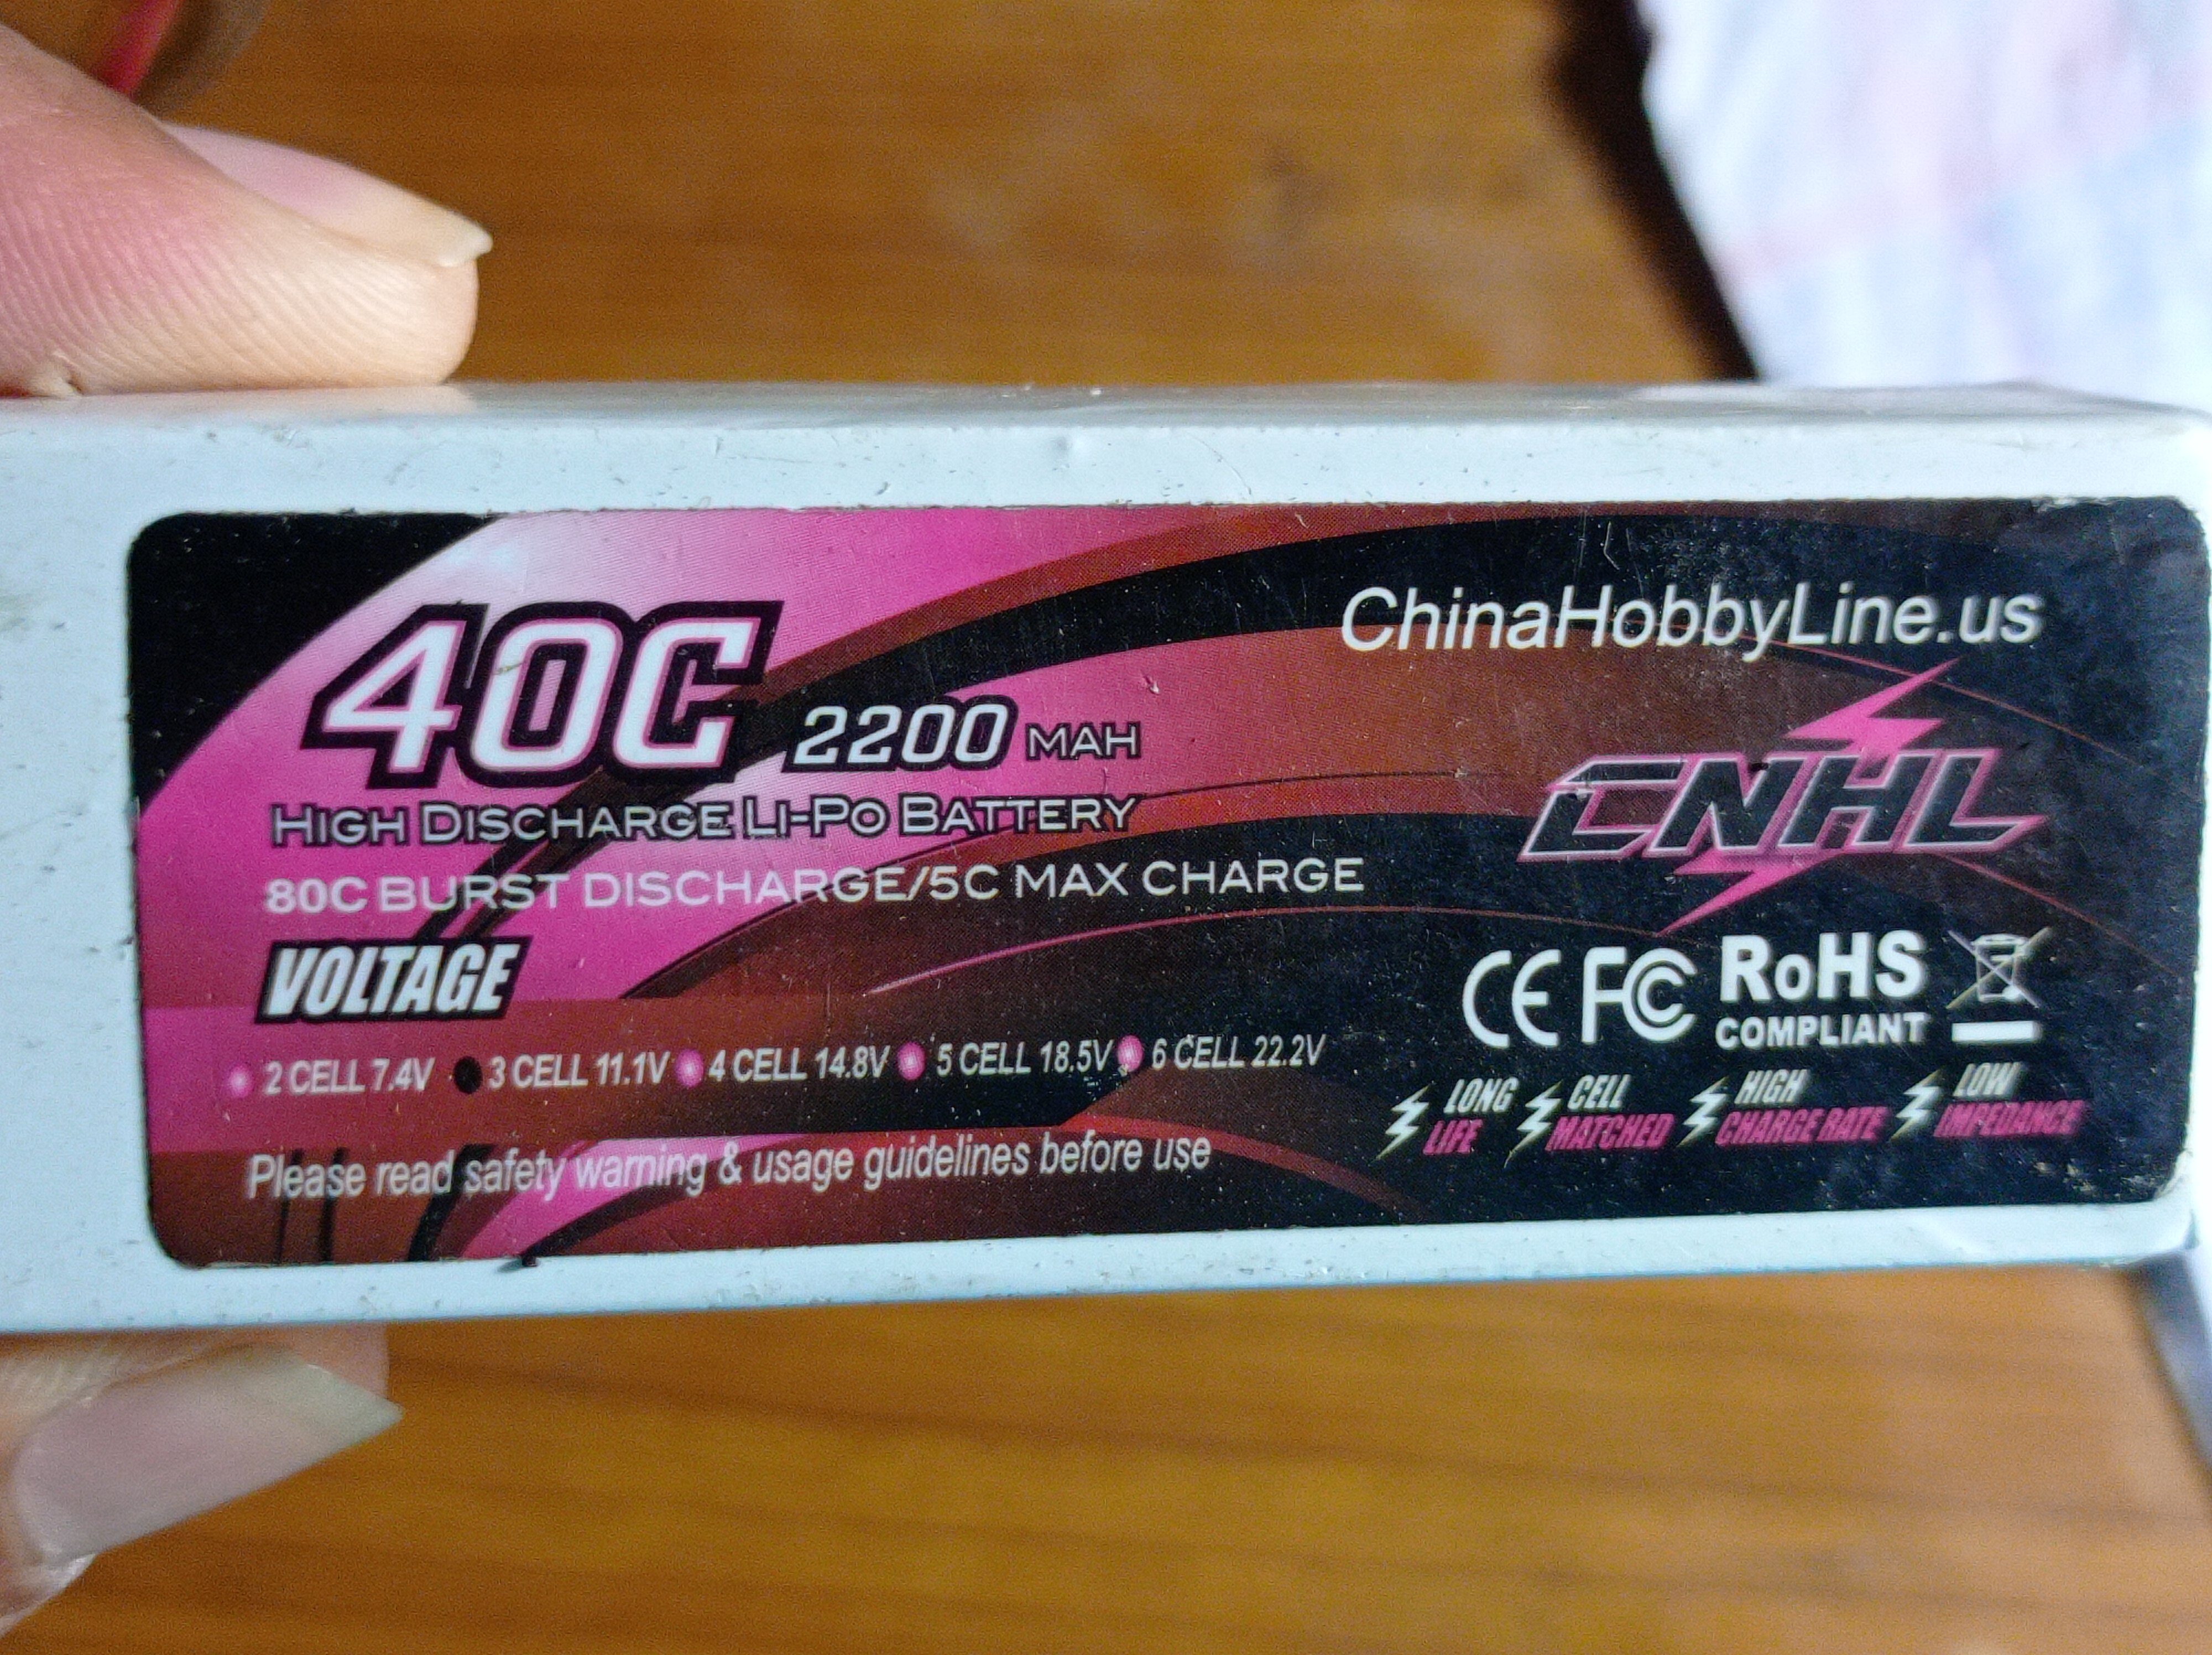 ChinaHobbyLine.us
40C 2200 MAH
HIGH DISCHARGE LI-PO BATTERY
80C BURST DISCHARGE/5C MAX CHARGE
CNHL
VOLTAGE
2 CELL 7.4V 3 CELL 11.1V 4 CELL 14.8V 5 CELL 18.5V 6 CELL 22.2V
Please read safety warning & usage guidelines before use
CE FC RoHS
COMPLIANT
LONG LIFE
CELL MATCHED
HIGH CHARGE RATE
LOW IMPEDANCE